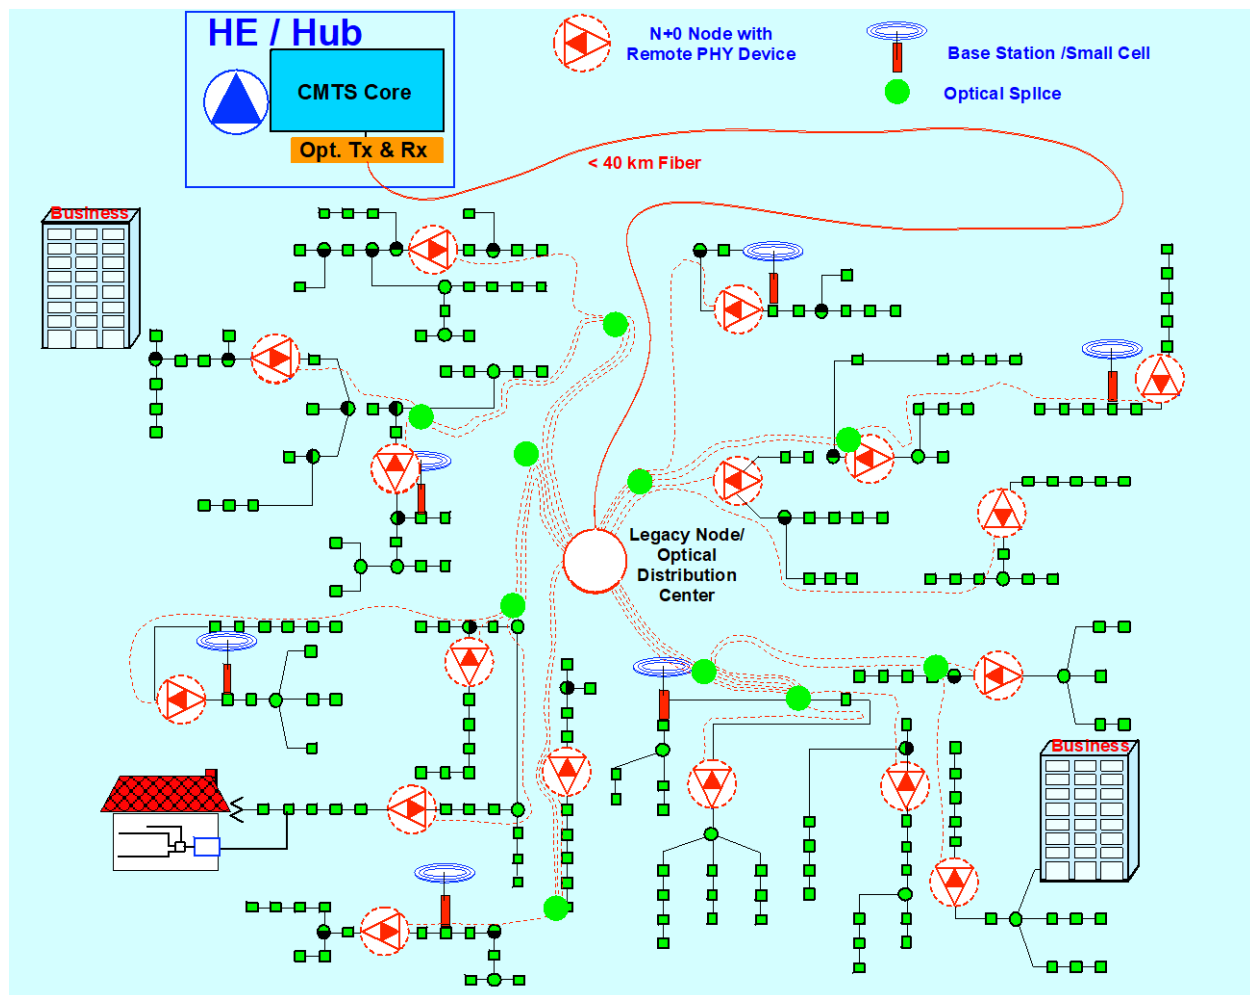 HE / Hub
CMTS Core
Opt. Tx & Rx
N+0 Node with
Remote PHY Device
Base Station /Small Cell
Optical Splice
< 40 km Fiber
Business
Legacy Node/
Optical
Distribution
Center
Business